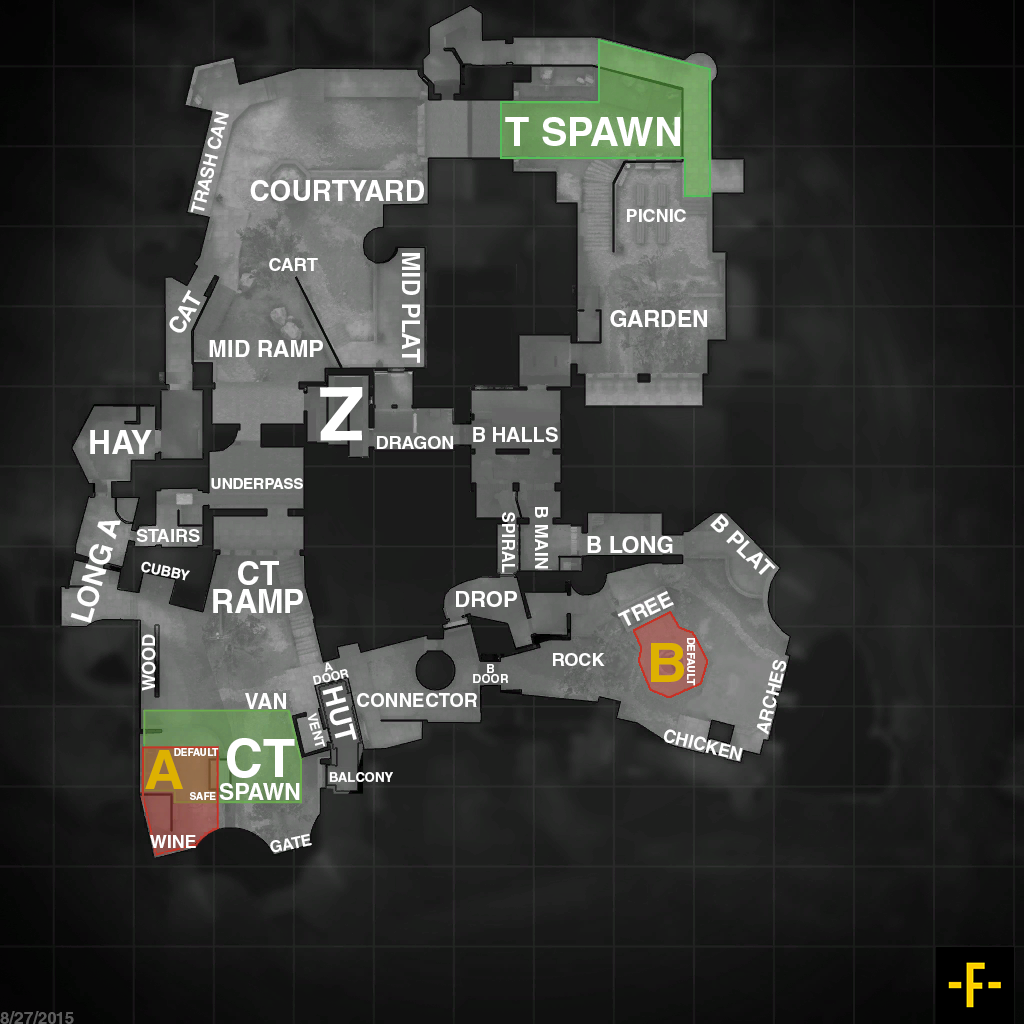 T SPAWN
TRASH CAN
COURTYARD
PICNIC
CART
MID PLAT
CAT
GARDEN
MID RAMP
Z
HAY
DRAGON
B HALLS
UNDERPASS
LONG A
STAIRS
SPIRAL
B MAIN
B LONG
B PLAT
CUBBY
CT
RAMP
DROP
TREE
WOOD
A
DOOR
B
DOOR
ROCK
B
DEFAULT
ARCHES
VAN
VENT
HUT
CONNECTOR
CHICKEN
A
DEFAULT
SAFE
CT
SPAWN
BALCONY
WINE
GATE
-F-
8/27/2015